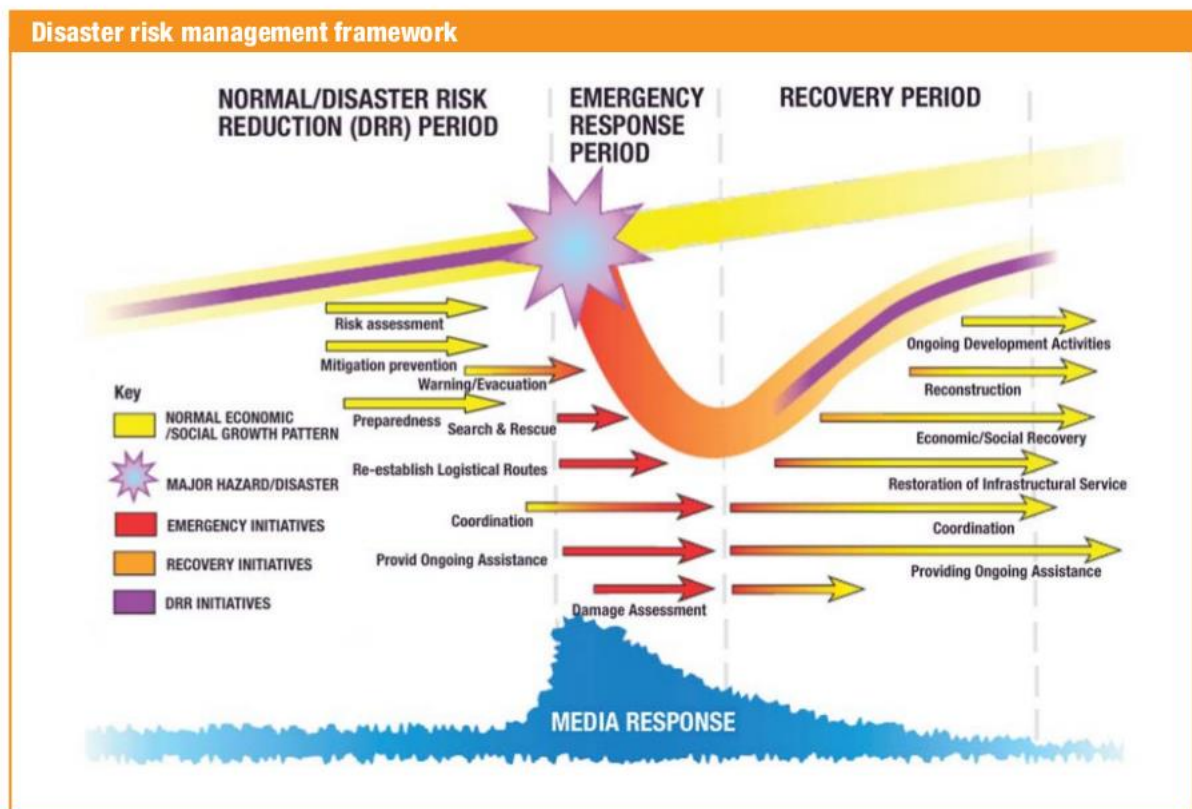 Disaster risk management framework
NORMAL/DISASTER RISK
REDUCTION (DRR) PERIOD
EMERGENCY
RESPONSE
PERIOD
RECOVERY PERIOD
Risk assessment
Mitigation prevention
Warning/Evacuation
Preparedness
Search & Rescue
Re-establish Logistical Routes
Coordination
Provid Ongoing Assistance
Damage Assessment
Ongoing Development Activities
Reconstruction
Economic/Social Recovery
Restoration of Infrastructural Service
Coordination
Providing Ongoing Assistance
Key
NORMAL ECONOMIC
/SOCIAL GROWTH PATTERN
MAJOR HAZARD/DISASTER
EMERGENCY INITIATIVES
RECOVERY INITIATIVES
DRR INITIATIVES
MEDIA RESPONSE